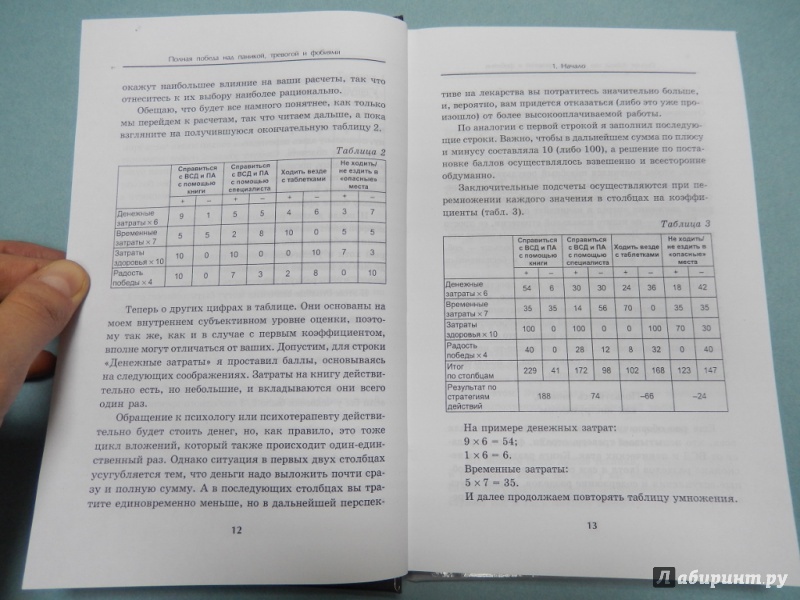 Полная победа над паникой, тревогой и фобиями
окажут наибольшее влияние на ваши расчеты, так что
отнеситесь к их выбору наиболее рационально.
Обещаю, что будет все намного понятнее, как только
мы перейдем к расчетам, так что читаем дальше, а пока
взгляните на получившуюся окончательную таблицу 2.
Таблица 2
Справиться с ВСД и ПА с помощью книги | Справиться с ВСД и ПА с помощью специалиста | Ходить везде с таблетками | Не ходить/не ездить в «опасные» места
+ – + – + – + –
Денежные затраты × 6 9 1 5 5 4 6 3 7
Временные затраты × 7 5 5 2 8 10 0 5 5
Затраты здоровья × 10 10 0 10 0 0 10 7 3
Радость победы × 4 10 0 7 3 2 8 0 10
Теперь о других цифрах в таблице. Они основаны на
моем внутреннем субъективном уровне оценки, поэто-
му так же, как и в случае с первым коэффициентом,
вполне могут отличаться от ваших. Допустим, для строки
«Денежные затраты» я проставил баллы, основываясь
на следующих соображениях. Затраты на книгу действи-
тельно есть, но небольшие, и вкладываются они всего
один раз.
Обращение к психологу или психотерапевту действи-
тельно будет стоить денег, но, как правило, это тоже
цикл вложений, который также происходит один-един-
ственный раз. Однако ситуация в первых двух столбцах
усугубляется тем, что деньги надо выложить почти сра-
зу и полную сумму. А в последующих столбцах вы тра-
тите единовременно меньше, но в дальнейшей перспек-
12
1. Начало
тиве на лекарства вы потратитесь значительно больше,
и, вероятно, вам придется отказаться (либо это уже про-
изошло) от более высокооплачиваемой работы.
По аналогии с первой строкой я заполнил последую-
щие строки. Важно, чтобы в дальнейшем сумма по плюсу
и минусу составляла 10 (либо 100), а решение по поста-
новке баллов осуществлялось взвешенно и всесторонне
обдуманно.
Заключительные подсчеты осуществляются при пе-
ремножении каждого значения в столбцах на коэффи-
циенты (табл. 3).
Таблица 3
Справиться с ВСД и ПА с помощью книги | Справиться с ВСД и ПА с помощью специалиста | Ходить везде с таблетками | Не ходить/не ездить в «опасные» места
+ – + – + – + –
Денежные затраты × 6 54 6 30 30 24 36 18 42
Временные затраты × 7 35 35 14 56 70 0 35 35
Затраты здоровья × 10 100 0 100 0 0 100 70 30
Радость победы × 4 40 0 28 12 8 32 0 40
Итог по столбцам 229 41 172 98 102 168 123 147
Результат по стратегиям действий 188 74 –66 –24
На примере денежных затрат:
9 × 6 = 54;
1 × 6 = 6.
Временные затраты:
5 × 7 = 35.
И далее продолжаем повторять таблицу умножения.
13
Лабиринт.ру